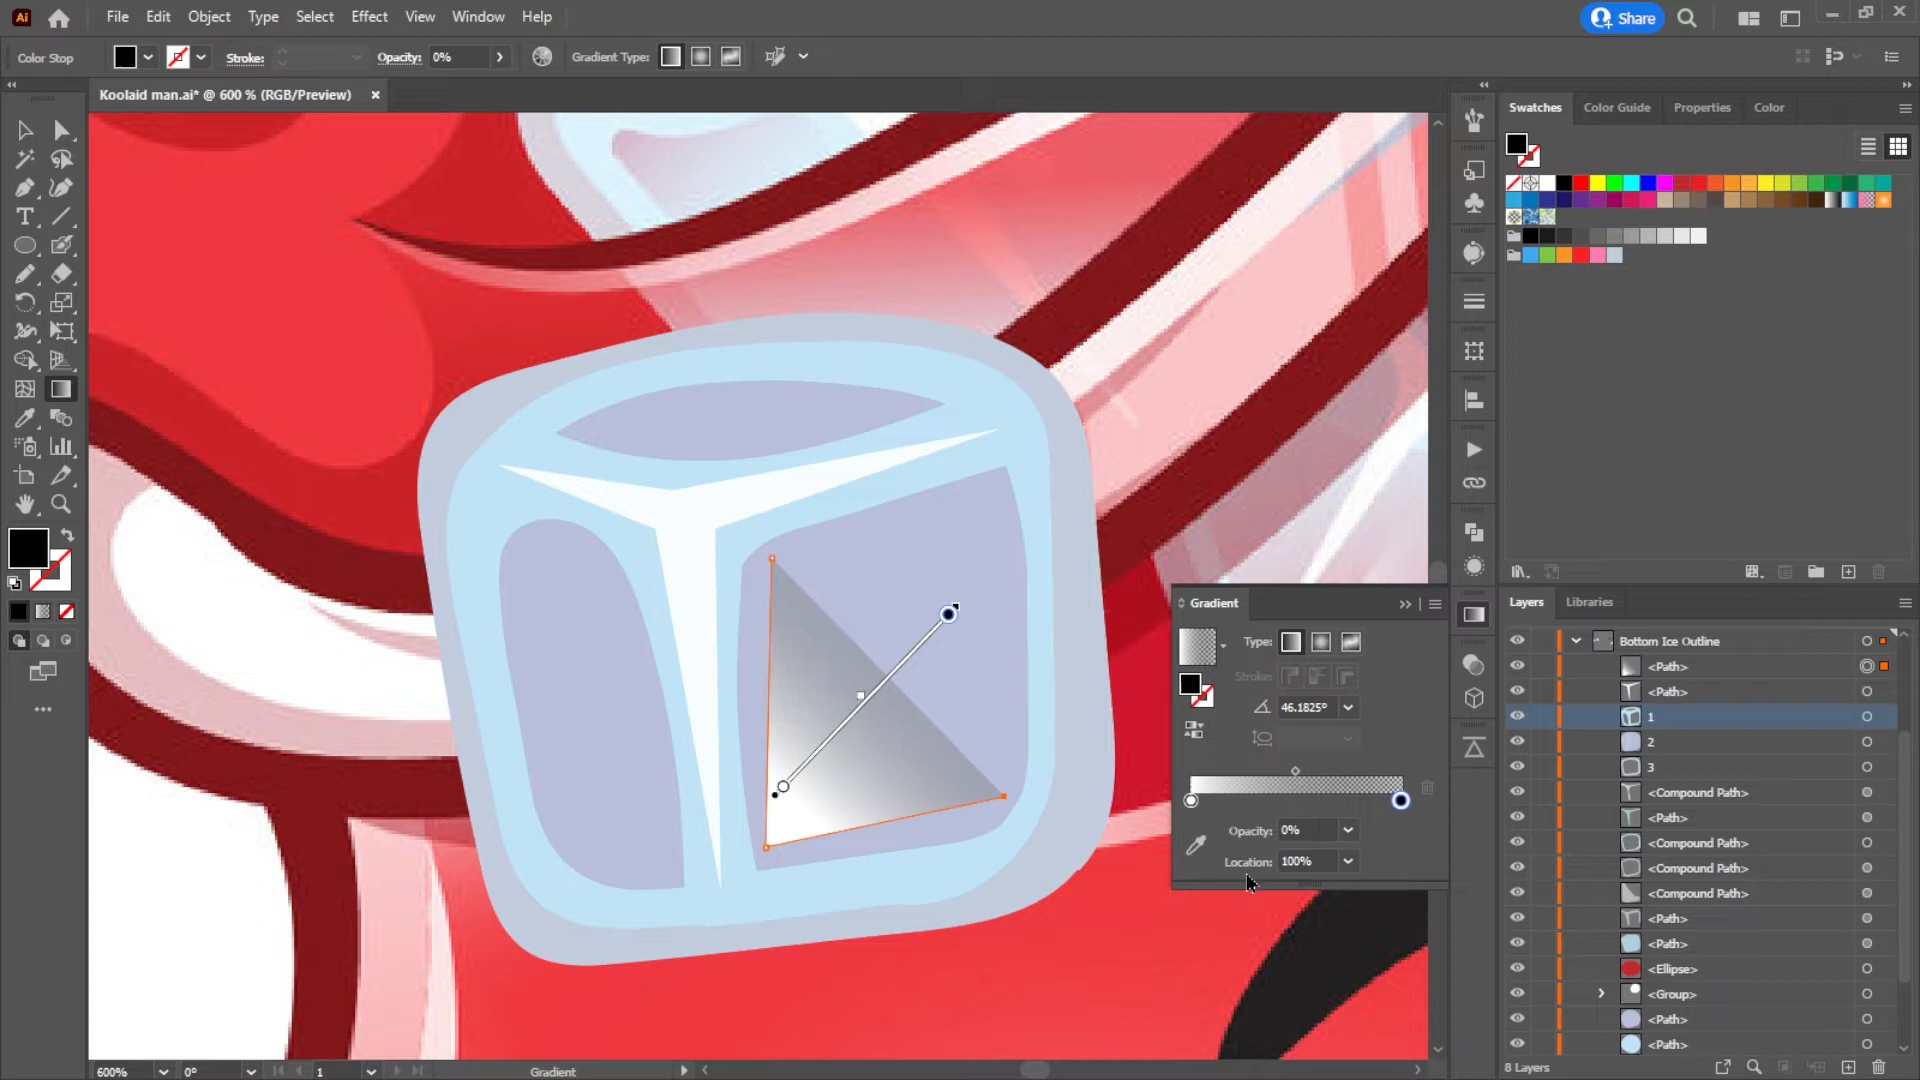 Ai File Edit Object Type Select Effect View Window Help Share
Color Stop Stroke: Opacity: 0% Gradient Type:
Koolaid man.ai* @ 600 % (RGB/Preview) ×
Swatches Color Guide Properties Color
Gradient
Type:
Stroke:
46.1825°
Opacity: 0%
Location: 100%
Layers Libraries
Bottom Ice Outline
<Path>
<Path>
1
2
3
<Compound Path>
<Path>
<Compound Path>
<Compound Path>
<Compound Path>
<Path>
<Path>
<Ellipse>
<Group>
<Path>
<Path>
8 Layers
600% 0° 1 Gradient